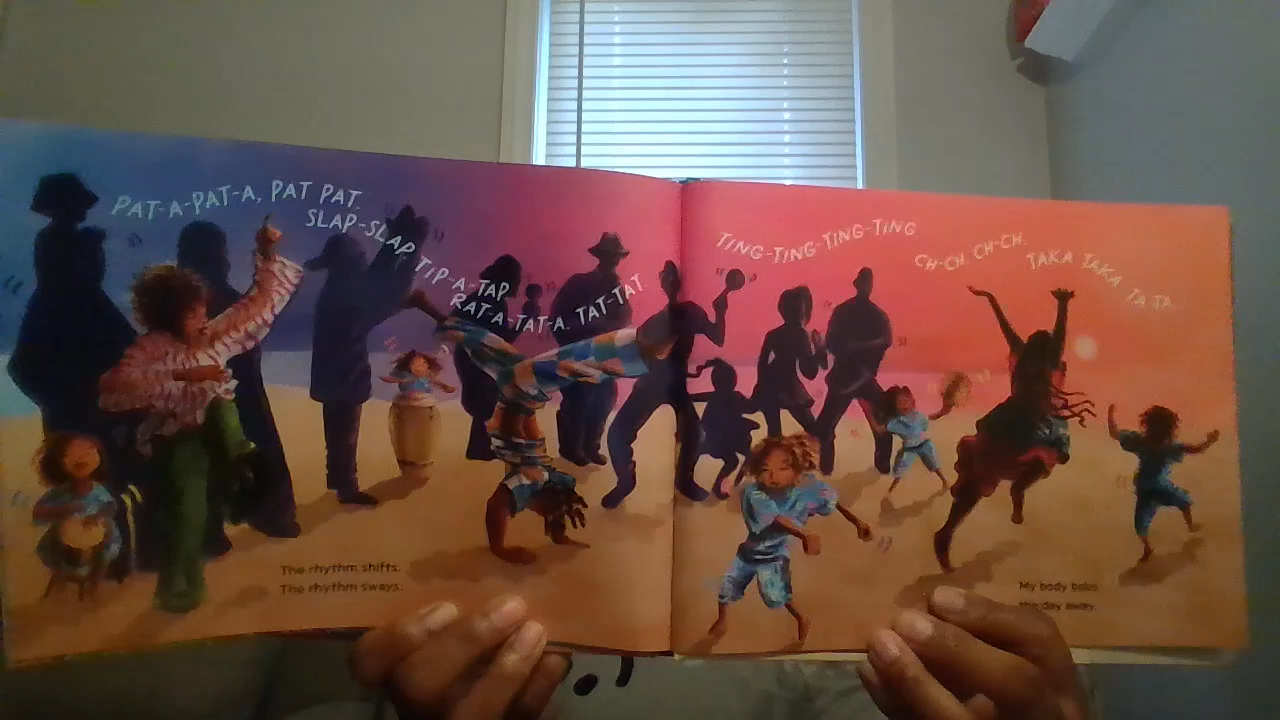 PAT-A-PAT-A, PAT PAT.
SLAP-SLAP,
TIP-A-TAP
RAT-A-TAT-A. TAT-TAT.
The rhythm shifts.
The rhythm sways.
TING-TING-TING-TING
CH-CH. CH-CH.
TAKA TAKA TA-TA.
My body bobs
the day away.